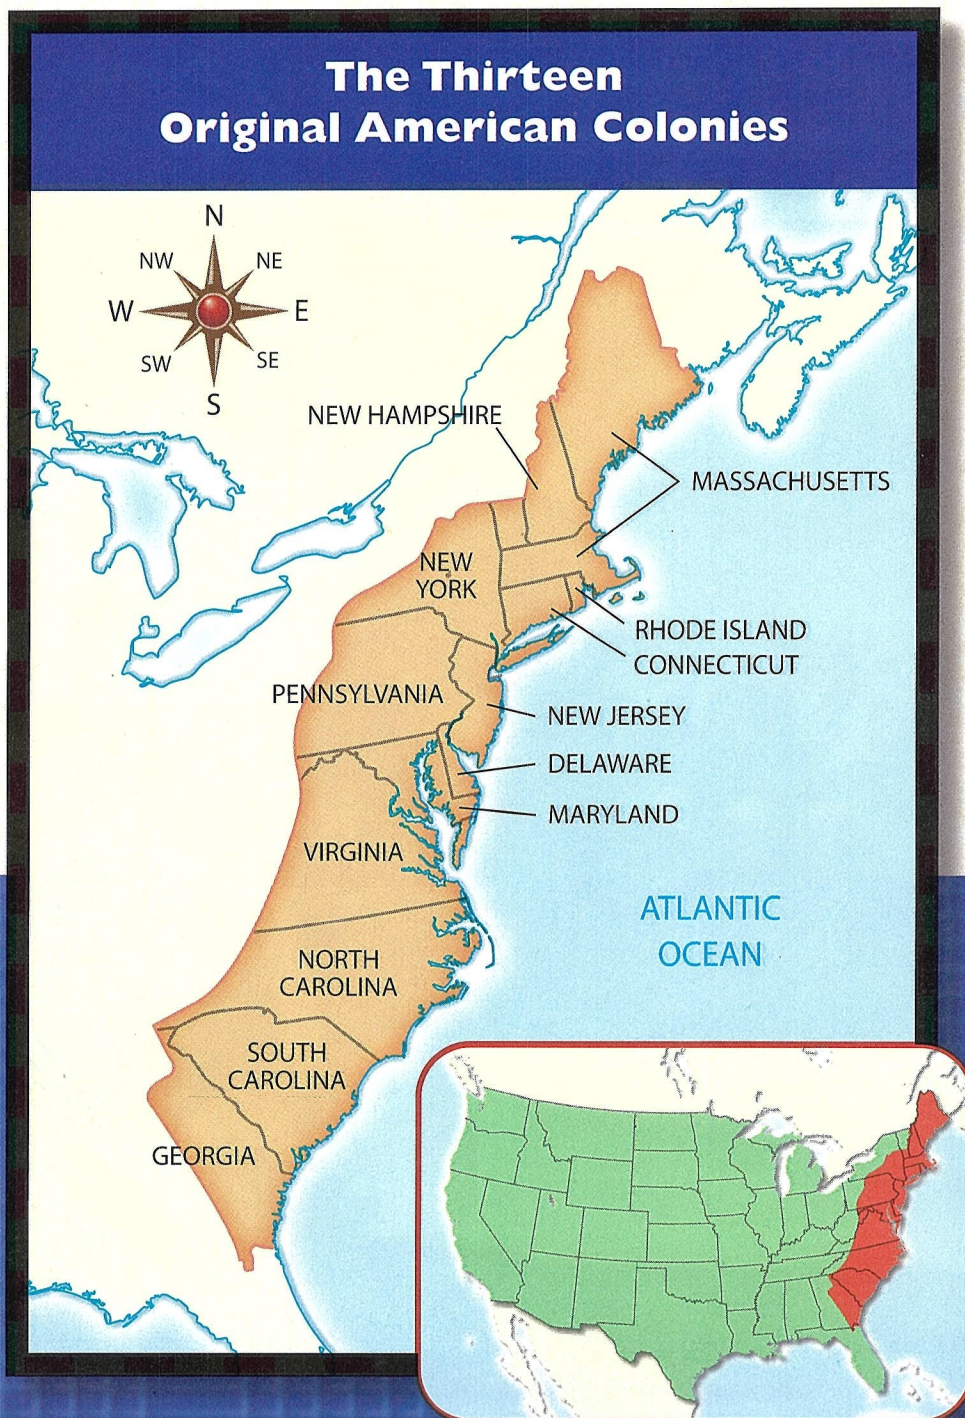 The Thirteen
Original American Colonies
N
NW
NE
W
E
SW
SE
S
NEW HAMPSHIRE
MASSACHUSETTS
NEW
YORK
RHODE ISLAND
CONNECTICUT
PENNSYLVANIA
NEW JERSEY
DELAWARE
MARYLAND
VIRGINIA
ATLANTIC
OCEAN
NORTH
CAROLINA
SOUTH
CAROLINA
GEORGIA